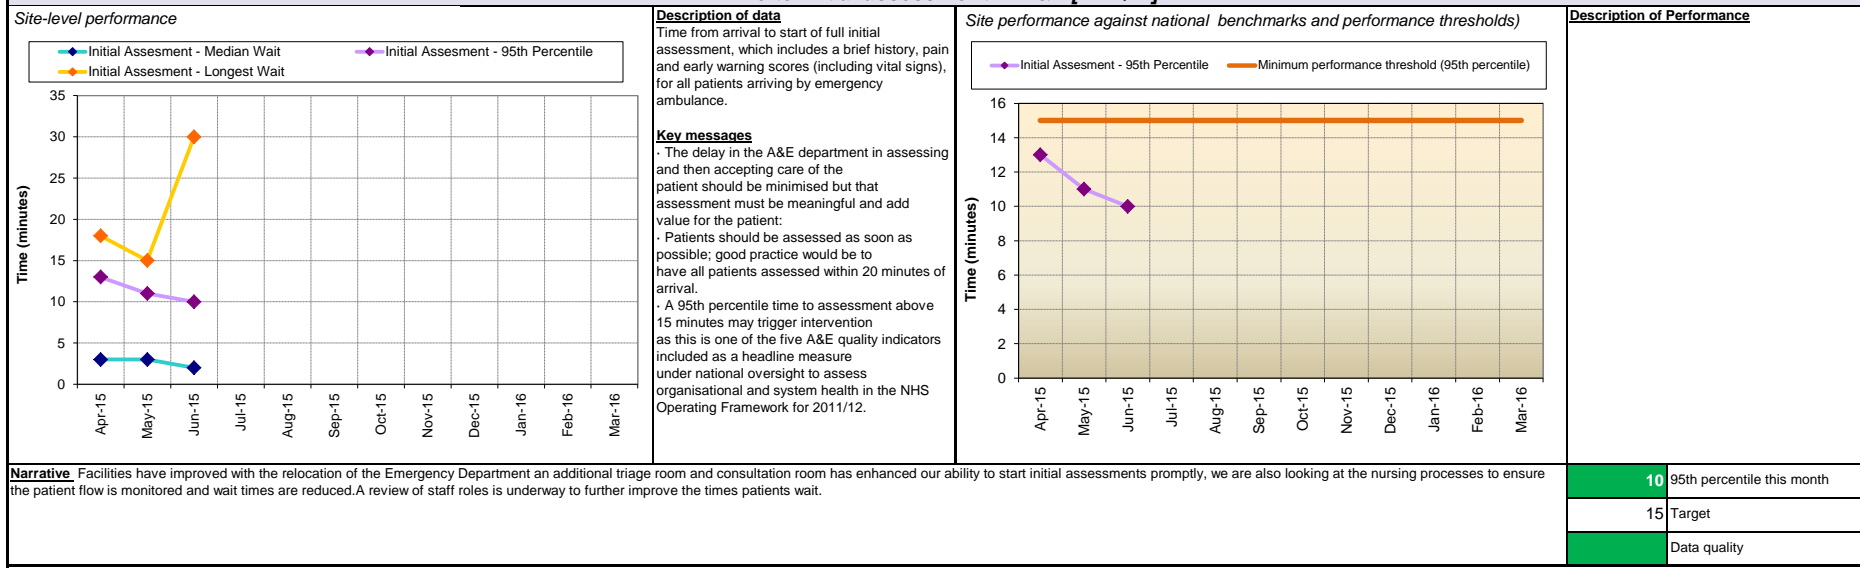 Site-level performance
Initial Assesment - Median Wait
Initial Assesment - 95th Percentile
Initial Assesment - Longest Wait
35
30
25
20
15
10
5
0
Time (minutes)
Apr-15
May-15
Jun-15
Jul-15
Aug-15
Sep-15
Oct-15
Nov-15
Dec-15
Jan-16
Feb-16
Mar-16
Description of data
Time from arrival to start of full initial
assessment, which includes a brief history, pain
and early warning scores (including vital signs),
for all patients arriving by emergency
ambulance.
Key messages
· The delay in the A&E department in assessing
and then accepting care of the
patient should be minimised but that
assessment must be meaningful and add
value for the patient:
· Patients should be assessed as soon as
possible; good practice would be to
have all patients assessed within 20 minutes of
arrival.
· A 95th percentile time to assessment above
15 minutes may trigger intervention
as this is one of the five A&E quality indicators
included as a headline measure
under national oversight to assess
organisational and system health in the NHS
Operating Framework for 2011/12.
Site performance against national benchmarks and performance thresholds)
Initial Assesment - 95th Percentile
Minimum performance threshold (95th percentile)
16
14
12
10
8
6
4
2
0
Time (minutes)
Apr-15
May-15
Jun-15
Jul-15
Aug-15
Sep-15
Oct-15
Nov-15
Dec-15
Jan-16
Feb-16
Mar-16
Description of Performance
Narrative Facilities have improved with the relocation of the Emergency Department an additional triage room and consultation room has enhanced our ability to start initial assessments promptly, we are also looking at the nursing processes to ensure
the patient flow is monitored and wait times are reduced.A review of staff roles is underway to further improve the times patients wait.
10 95th percentile this month
15 Target
Data quality